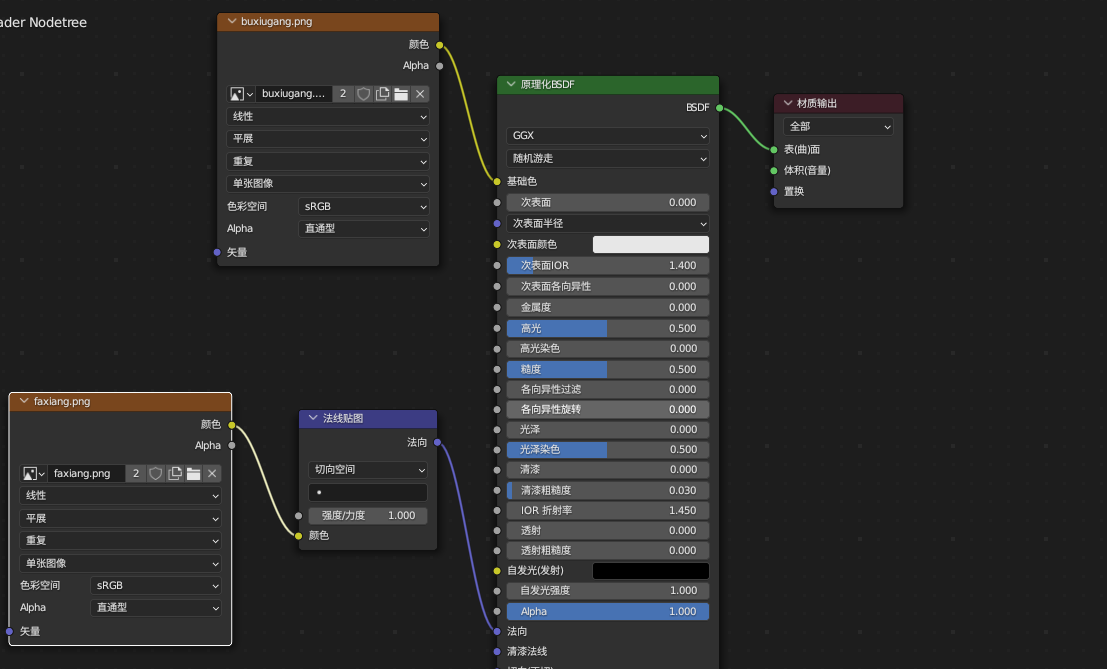 ader Nodetree
buxiugang.png
颜色
Alpha
buxiugang....
2
线性
平展
重复
单张图像
色彩空间
sRGB
Alpha
直通型
矢量
原理化BSDF
BSDF
GGX
随机游走
基础色
次表面
0.000
次表面半径
次表面颜色
次表面IOR
1.400
次表面各向异性
0.000
金属度
0.000
高光
0.500
高光染色
0.000
糙度
0.500
各向异性过滤
0.000
各向异性旋转
0.000
光泽
0.000
光泽染色
0.500
清漆
0.000
清漆粗糙度
0.030
IOR 折射率
1.450
透射
0.000
透射粗糙度
0.000
自发光(发射)
自发光强度
1.000
Alpha
1.000
法向
清漆法线
材质输出
全部
表(曲)面
体积(音量)
置换
faxiang.png
颜色
Alpha
faxiang.png
2
线性
平展
重复
单张图像
色彩空间
sRGB
Alpha
直通型
矢量
法线贴图
法向
切向空间
强度/力度
1.000
颜色